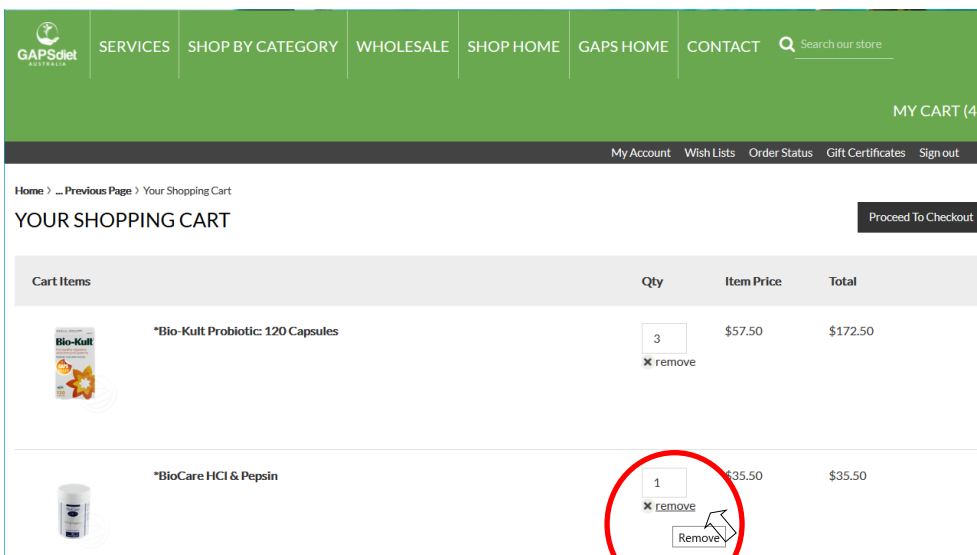 GAPSdiet
AUSTRALIA
SERVICES
SHOP BY CATEGORY
WHOLESALE
SHOP HOME
GAPS HOME
CONTACT
Search our store
MY CART (4
My Account Wish Lists Order Status Gift Certificates Sign out
Home > ... Previous Page > Your Shopping Cart
YOUR SHOPPING CART
Proceed To Checkout
Cart Items Qty Item Price Total
*Bio-Kult Probiotic: 120 Capsules
3
$57.50
$172.50
× remove
Bio-Kult
*BioCare HCl & Pepsin
1
$35.50
$35.50
× remove
Remove